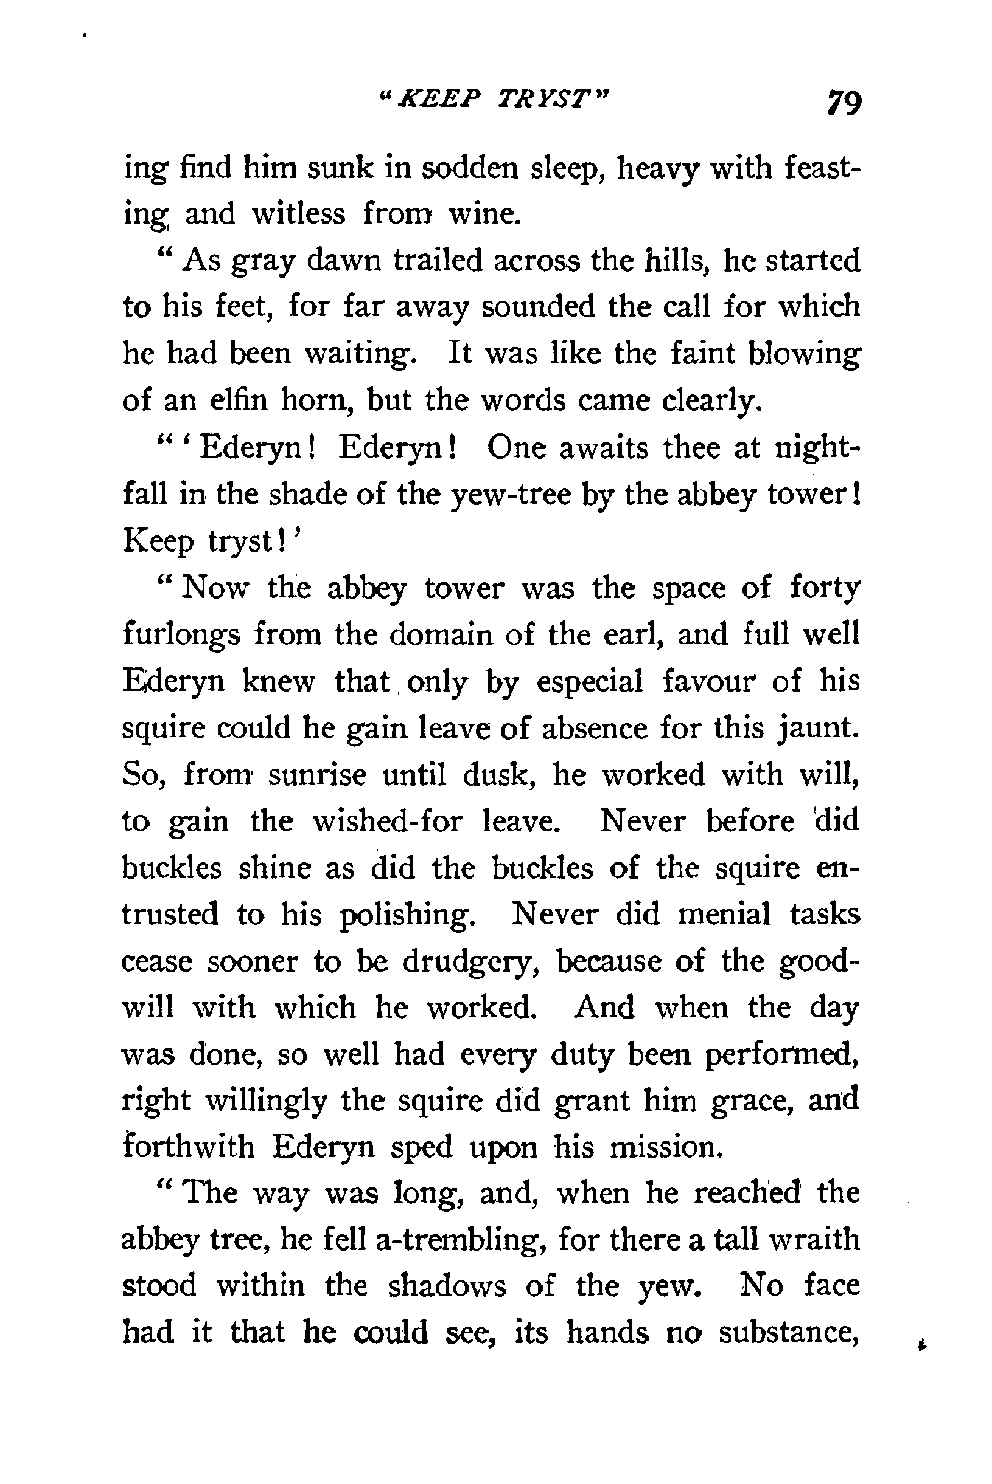 "KEEP TRYST" 79
ing find him sunk in sodden sleep, heavy with feast-
ing and witless from wine.
" As gray dawn trailed across the hills, he started
to his feet, for far away sounded the call for which
he had been waiting. It was like the faint blowing
of an elfin horn, but the words came clearly.
" ' Ederyn! Ederyn! One awaits thee at night-
fall in the shade of the yew-tree by the abbey tower!
Keep tryst!'
" Now the abbey tower was the space of forty
furlongs from the domain of the earl, and full well
Ederyn knew that only by especial favour of his
squire could he gain leave of absence for this jaunt.
So, from sunrise until dusk, he worked with will,
to gain the wished-for leave. Never before did
buckles shine as did the buckles of the squire en-
trusted to his polishing. Never did menial tasks
cease sooner to be drudgery, because of the good-
will with which he worked. And when the day
was done, so well had every duty been performed,
right willingly the squire did grant him grace, and
forthwith Ederyn sped upon his mission.
" The way was long, and, when he reached the
abbey tree, he fell a-trembling, for there a tall wraith
stood within the shadows of the yew. No face
had it that he could see, its hands no substance,